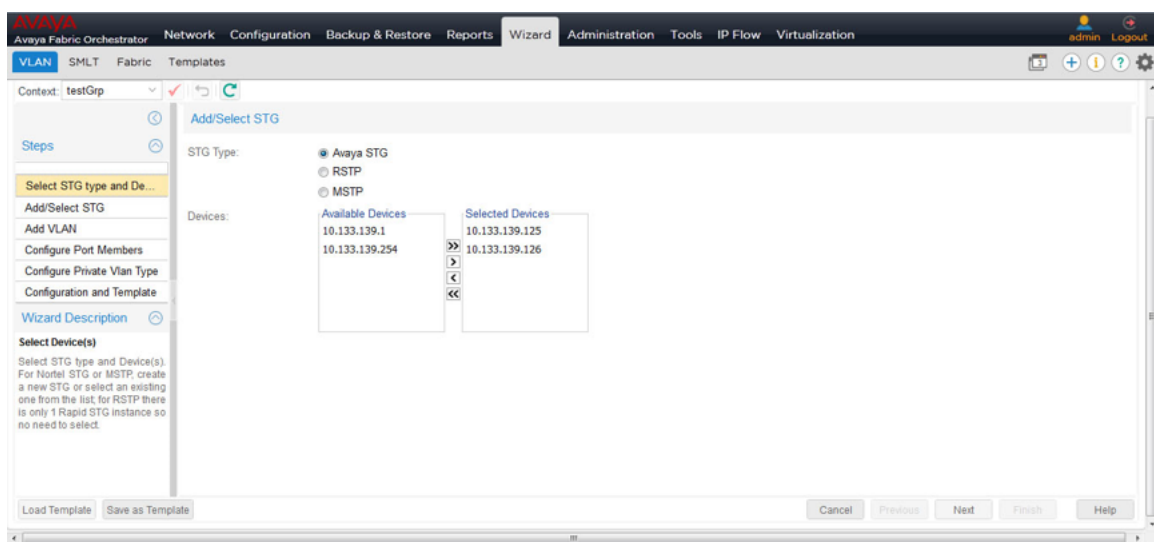 AVAYA
Avaya Fabric Orchestrator Network Configuration Backup & Restore Reports Wizard Administration Tools IP Flow Virtualization admin Logout
VLAN SMLT Fabric Templates
Context: testGrp
Add/Select STG
Steps
STG Type:
Avaya STG
RSTP
MSTP
Select STG type and De...
Add/Select STG
Add VLAN
Configure Port Members
Configure Private Vlan Type
Configuration and Template
Devices:
Available Devices
10.133.139.1
10.133.139.254
>>
>
<
<<
Selected Devices
10.133.139.125
10.133.139.126
Wizard Description
Select Device(s)
Select STG type and Device(s).
For Nortel STG or MSTP, create
a new STG or select an existing
one from the list; for RSTP there
is only 1 Rapid STG instance so
no need to select.
Load Template Save as Template Cancel Previous Next Finish Help